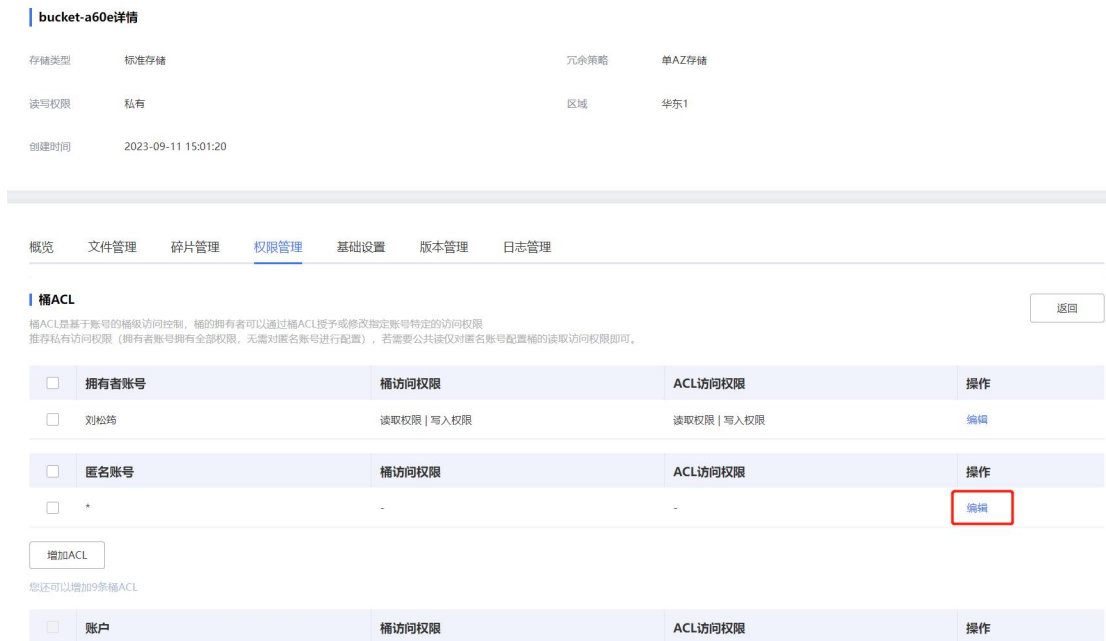 bucket-a60e详情
存储类型 标准存储 冗余策略 单AZ存储
读写权限 私有 区域 华东1
创建时间 2023-09-11 15:01:20
概览 文件管理 碎片管理 权限管理 基础设置 版本管理 日志管理
桶ACL
返回
桶ACL是基于账号的桶级访问控制，桶的拥有者可以通过桶ACL授予或修改指定账号特定的访问权限
推荐私有访问权限（拥有者账号拥有全部权限，无需对匿名账号进行配置），若需要公共读仅对匿名账号配置桶的读取访问权限即可。
拥有者账号 桶访问权限 ACL访问权限 操作
刘松筠 读取权限 | 写入权限 读取权限 | 写入权限 编辑
匿名账号 桶访问权限 ACL访问权限 操作
* - - 编辑
增加ACL
您还可以增加9条桶ACL
账户 桶访问权限 ACL访问权限 操作